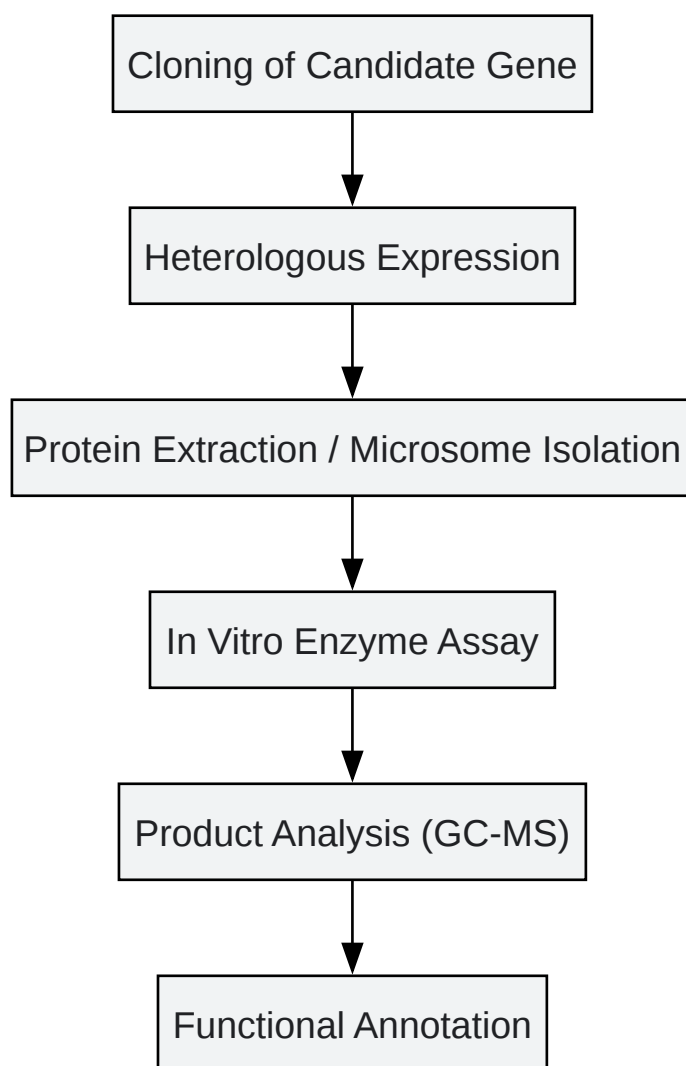 Cloning of Candidate Gene
Heterologous Expression
Protein Extraction / Microsome Isolation
In Vitro Enzyme Assay
Product Analysis (GC-MS)
Functional Annotation